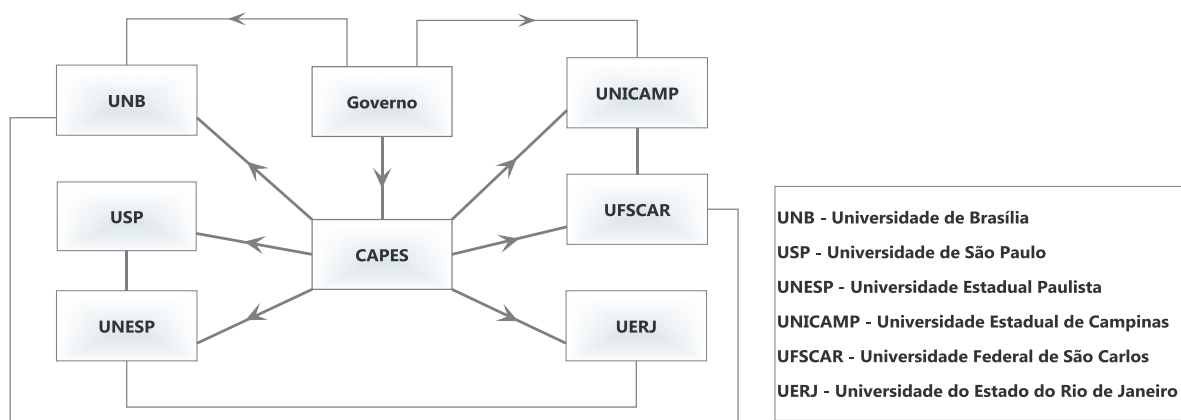 UNB
Governo
UNICAMP
USP
UFSCAR
CAPES
UNESP
UERJ
UNB - Universidade de Brasília
USP - Universidade de São Paulo
UNESP - Universidade Estadual Paulista
UNICAMP - Universidade Estadual de Campinas
UFSCAR - Universidade Federal de São Carlos
UERJ - Universidade do Estado do Rio de Janeiro